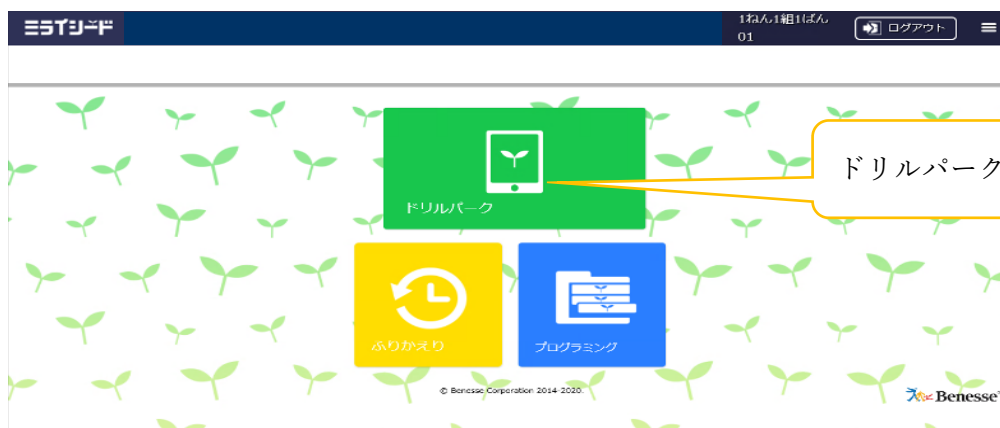 ミライシード
1ねん1組1ばん
01
ログアウト
ドリルパーク
ドリルパーク
ふりかえり
プログラミング
© Benesse Corporation 2014-2020.
Benesse